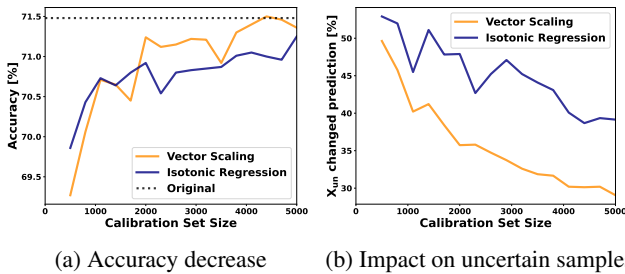 71.5
71.0
70.5
70.0
69.5
Accuracy [%]
0 1000 2000 3000 4000 5000
Calibration Set Size
Vector Scaling
Isotonic Regression
Original
(a) Accuracy decrease
50
45
40
35
30
Xun changed prediction [%]
0 1000 2000 3000 4000 5000
Calibration Set Size
Vector Scaling
Isotonic Regression
(b) Impact on uncertain sample